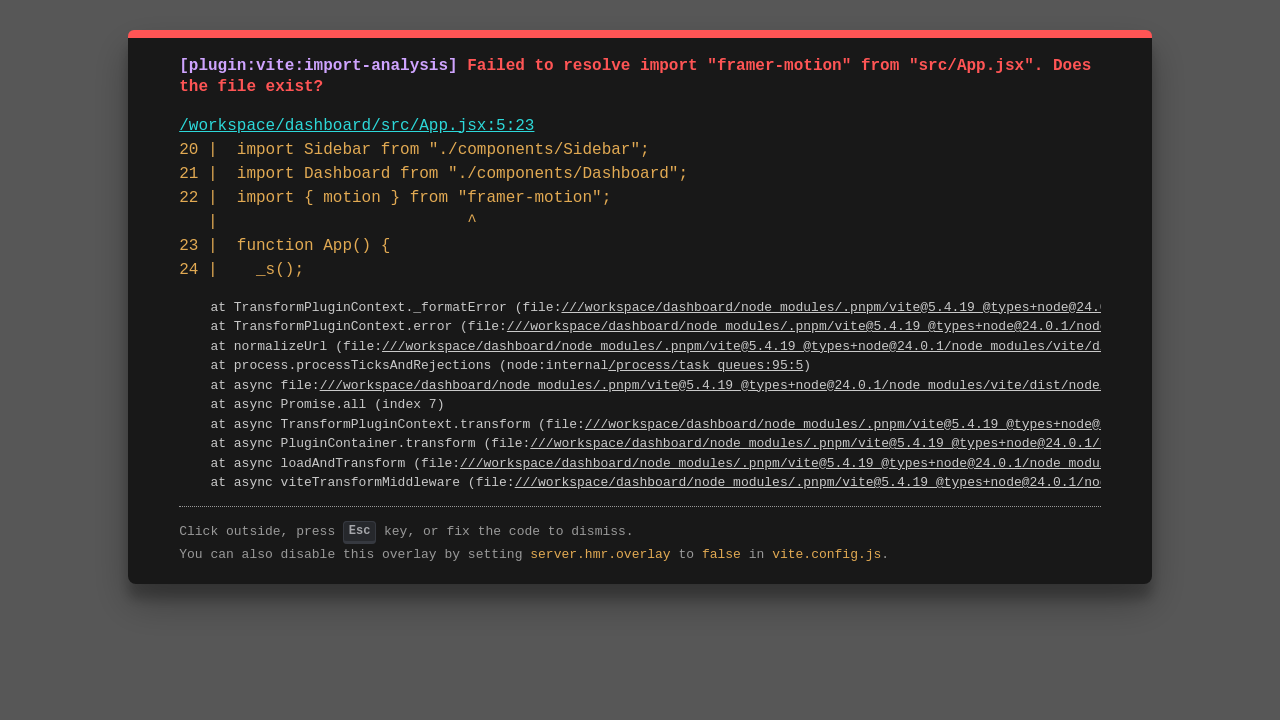 [plugin:vite:import-analysis] Failed to resolve import "framer-motion" from "src/App.jsx". Does
the file exist?
/workspace/dashboard/src/App.jsx:5:23
20 |  import Sidebar from "./components/Sidebar";
21 |  import Dashboard from "./components/Dashboard";
22 |  import { motion } from "framer-motion";
   |                          ^
23 |  function App() {
24 |    _s();
at TransformPluginContext._formatError (file:///workspace/dashboard/node_modules/.pnpm/vite@5.4.19_@types+node@24.
at TransformPluginContext.error (file:///workspace/dashboard/node_modules/.pnpm/vite@5.4.19_@types+node@24.0.1/nod
at normalizeUrl (file:///workspace/dashboard/node_modules/.pnpm/vite@5.4.19_@types+node@24.0.1/node_modules/vite/d
at process.processTicksAndRejections (node:internal/process/task_queues:95:5)
at async file:///workspace/dashboard/node_modules/.pnpm/vite@5.4.19_@types+node@24.0.1/node_modules/vite/dist/node
at async Promise.all (index 7)
at async TransformPluginContext.transform (file:///workspace/dashboard/node_modules/.pnpm/vite@5.4.19_@types+node@
at async PluginContainer.transform (file:///workspace/dashboard/node_modules/.pnpm/vite@5.4.19_@types+node@24.0.1/
at async loadAndTransform (file:///workspace/dashboard/node_modules/.pnpm/vite@5.4.19_@types+node@24.0.1/node_modu
at async viteTransformMiddleware (file:///workspace/dashboard/node_modules/.pnpm/vite@5.4.19_@types+node@24.0.1/no
Click outside, press Esc key, or fix the code to dismiss.
You can also disable this overlay by setting server.hmr.overlay to false in vite.config.js.